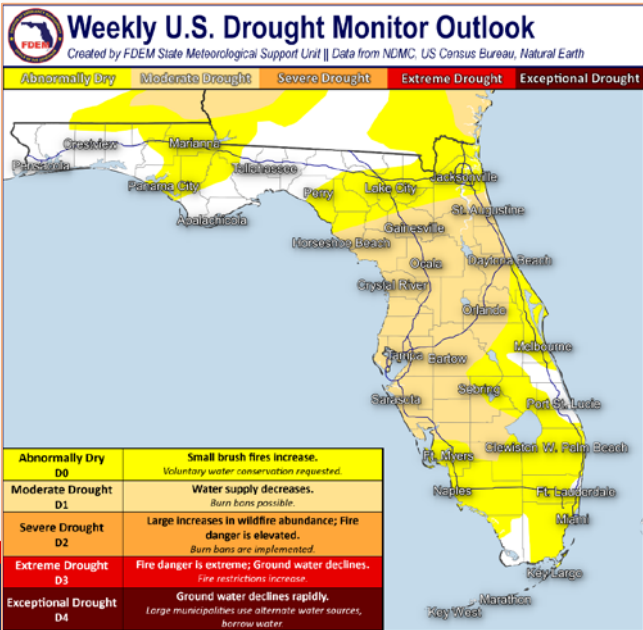 Weekly U.S. Drought Monitor Outlook
FDEM
Created by FDEM State Meteorological Support Unit || Data from NDMC, US Census Bureau, Natural Earth
Abnormally Dry Moderate Drought Severe Drought Extreme Drought Exceptional Drought
Crestview Marianna
Pensacola Tallahassee Jacksonville
Panama City Perry Lake City
Apalachicola St. Augustine
Gainesville
Horseshoe Beach
Ocala Daytona Beach
Crystal River
Orlando
Melbourne
Tampa Bartow
Sebring
Sarasota Port St. Lucie
Ft. Myers Clewiston W. Palm Beach
Naples Ft. Lauderdale
Miami
Key Largo
Marathon
Key West
Abnormally Dry
D0
Small brush fires increase.
Voluntary water conservation requested.
Moderate Drought
D1
Water supply decreases.
Burn bans possible.
Severe Drought
D2
Large increases in wildfire abundance; Fire
danger is elevated.
Burn bans are implemented.
Extreme Drought
D3
Fire danger is extreme; Ground water declines.
Fire restrictions increase.
Exceptional Drought
D4
Ground water declines rapidly.
Large municipalities use alternate water sources,
borrow water.